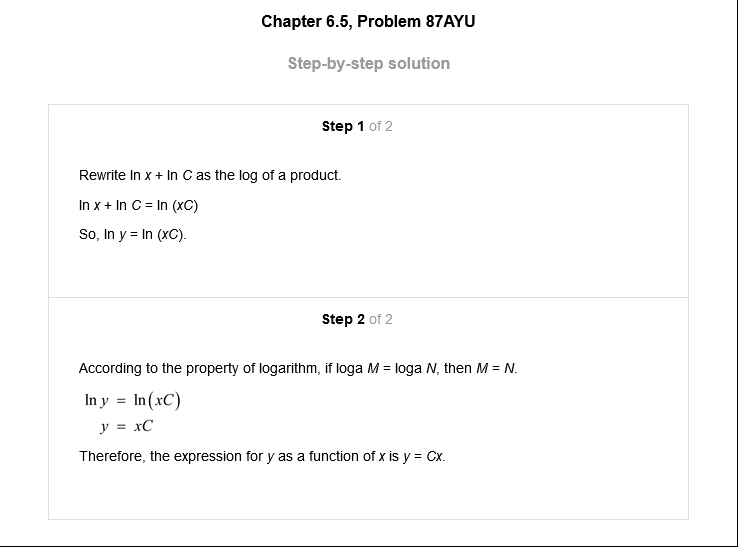 Chapter 6.5, Problem 87AYU
Step-by-step solution
Step 1 of 2
Rewrite ln x + ln C as the log of a product.
ln x + ln C = ln (xC)
So, ln y = ln (xC).
Step 2 of 2
According to the property of logarithm, if loga M = loga N, then M = N.
ln y = ln(xC)
y = xC
Therefore, the expression for y as a function of x is y = Cx.